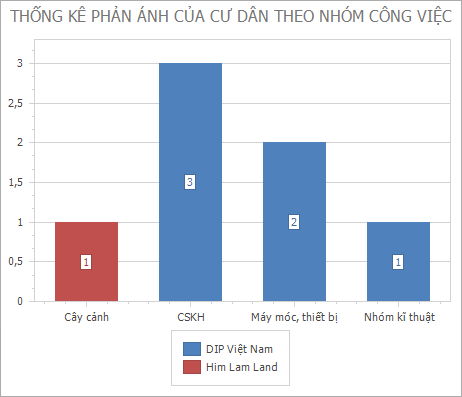 THỐNG KÊ PHẢN ÁNH CỦA CƯ DÂN THEO NHÓM CÔNG VIỆC
3
2,5
2
1,5
1
0,5
0
1
3
2
1
Cây cảnh
CSKH
Máy móc, thiết bị
Nhóm kĩ thuật
DIP Việt Nam
Him Lam Land